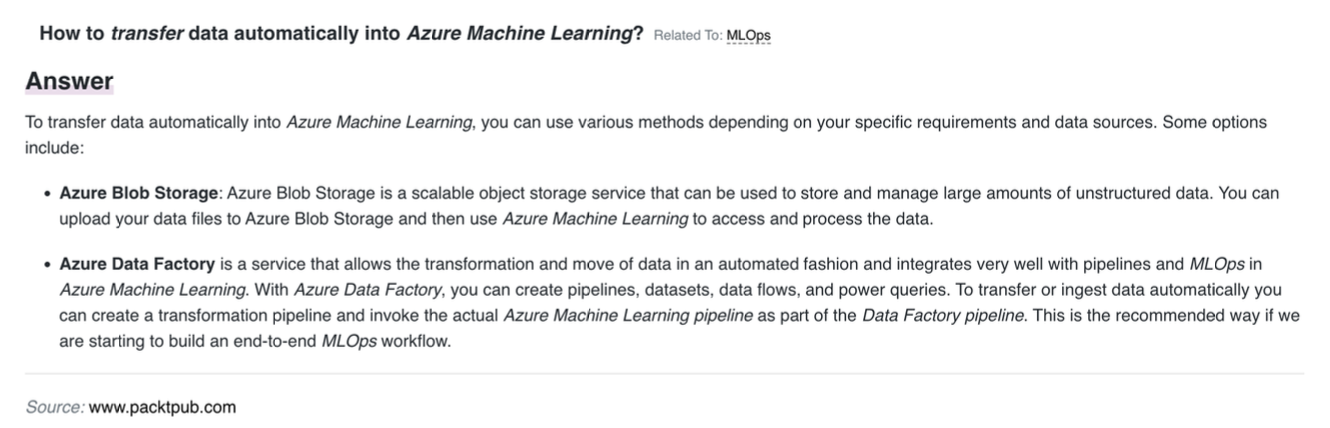 How to transfer data automatically into Azure Machine Learning? Related To: MLOps
Answer
To transfer data automatically into Azure Machine Learning, you can use various methods depending on your specific requirements and data sources. Some options
include:
• Azure Blob Storage: Azure Blob Storage is a scalable object storage service that can be used to store and manage large amounts of unstructured data. You can
upload your data files to Azure Blob Storage and then use Azure Machine Learning to access and process the data.
• Azure Data Factory is a service that allows the transformation and move of data in an automated fashion and integrates very well with pipelines and MLOps in
Azure Machine Learning. With Azure Data Factory, you can create pipelines, datasets, data flows, and power queries. To transfer or ingest data automatically you
can create a transformation pipeline and invoke the actual Azure Machine Learning pipeline as part of the Data Factory pipeline. This is the recommended way if we
are starting to build an end-to-end MLOps workflow.
Source: www.packtpub.com